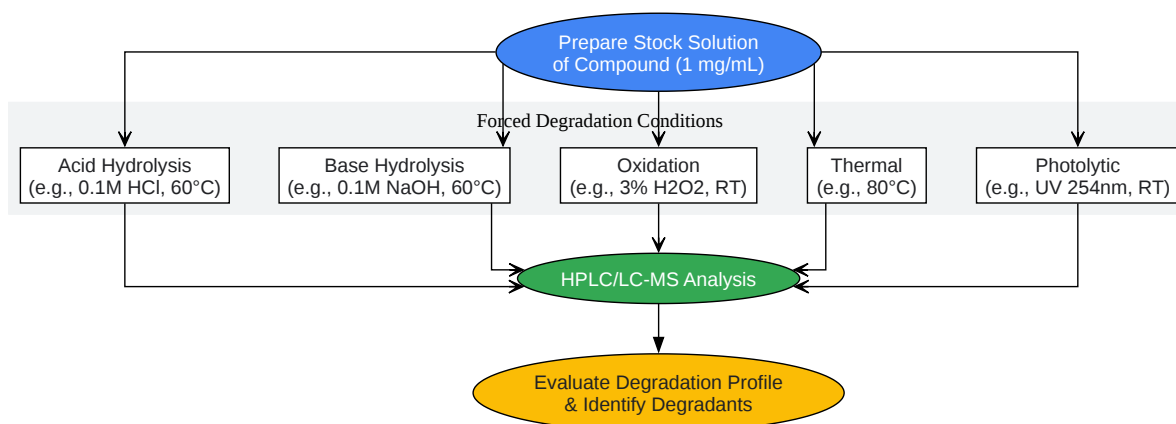 Prepare Stock Solution
of Compound (1 mg/mL)
Forced Degradation Conditions
Acid Hydrolysis
(e.g., 0.1M HCl, 60°C)
Base Hydrolysis
(e.g., 0.1M NaOH, 60°C)
Oxidation
(e.g., 3% H2O2, RT)
Thermal
(e.g., 80°C)
Photolytic
(e.g., UV 254nm, RT)
HPLC/LC-MS Analysis
Evaluate Degradation Profile
& Identify Degradants